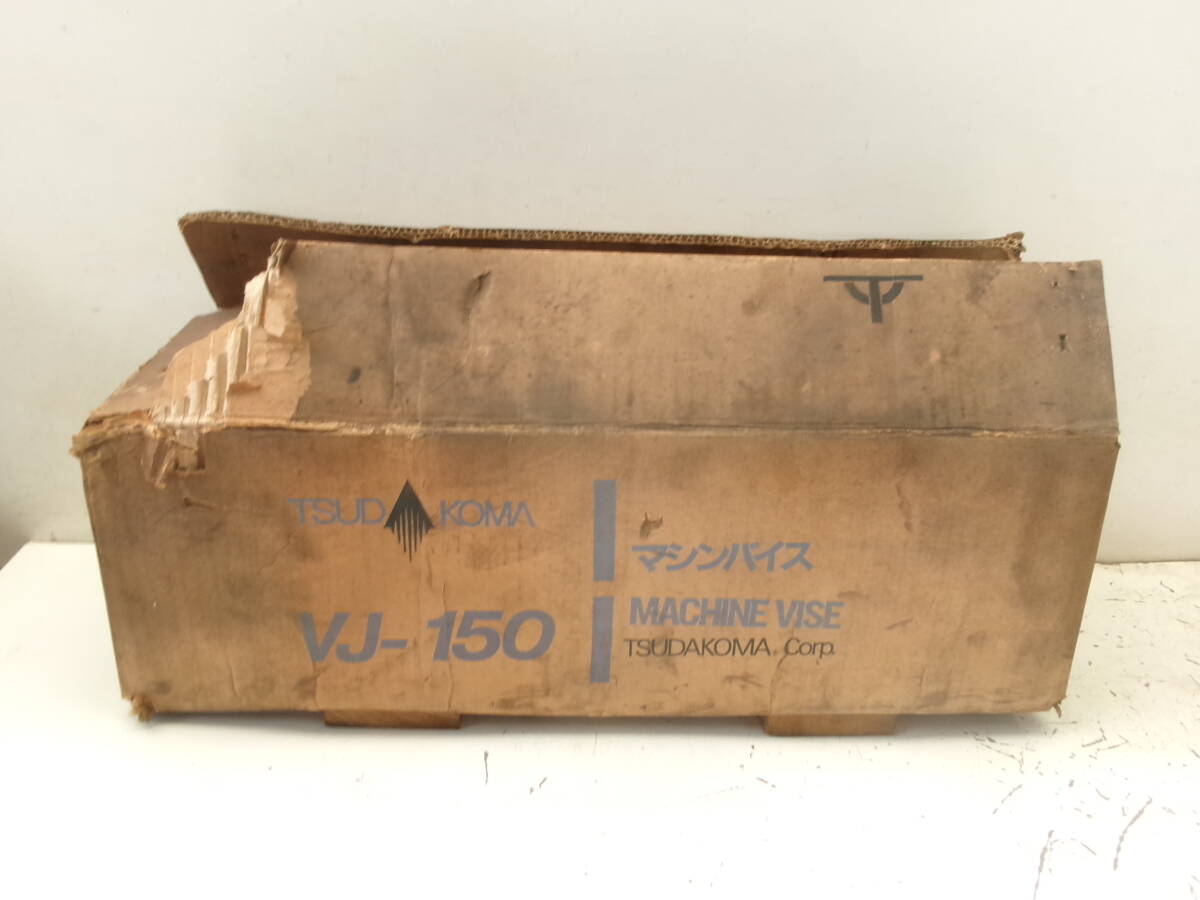 TSUDAKOMA
VJ-150
マシンバイス
MACHINE VISE
TSUDAKOMA Corp.